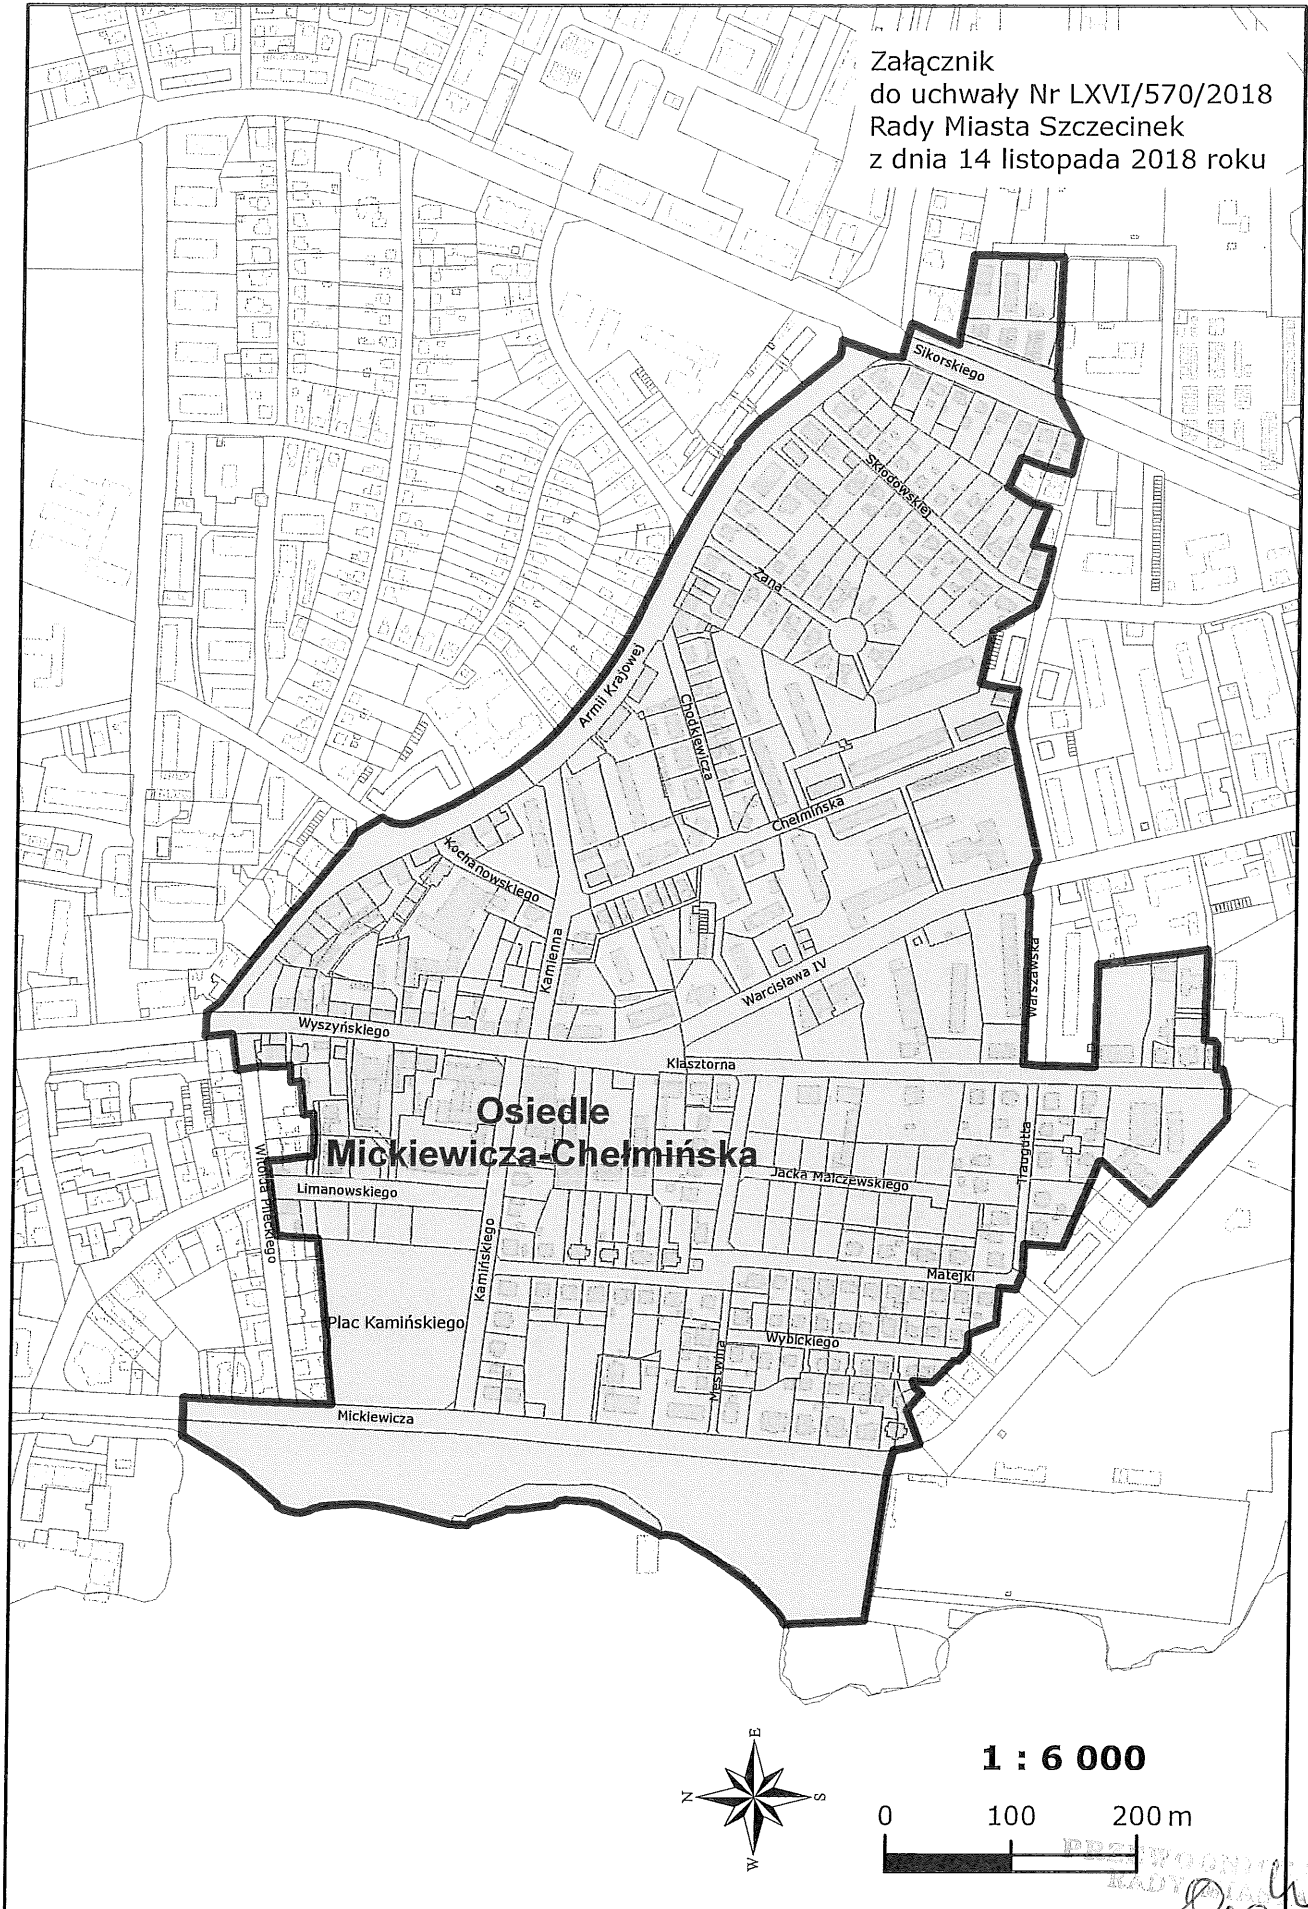 Załącznik
do uchwały Nr LXVI/570/2018
Rady Miasta Szczecinek
z dnia 14 listopada 2018 roku
Sikorskiego
Skłodowskiej
Zana
Armii Krajowej
Chodkiewicza
Chełmińska
Kochanowskiego
Kamienna
Warcisława IV
Warszawska
Wyszyńskiego
Klasztorna
Osiedle
Mickiewicza-Chełmińska
Traugutta
Witolda Pileckiego
Limanowskiego
Jacka Malczewskiego
Kamińskiego
Matejki
Plac Kamińskiego
Wybickiego
Mestwina
Mickiewicza
E
N
S
W
1 : 6 000
0 100 200 m
RADY MIAS